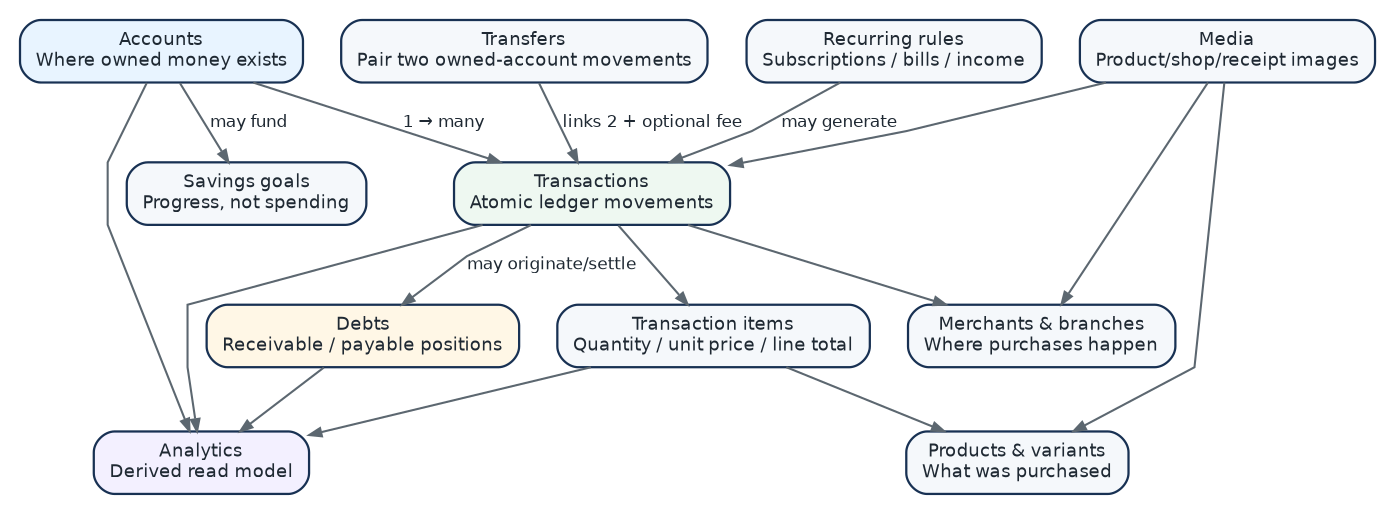 Accounts
Where owned money exists
Transfers
Pair two owned-account movements
Recurring rules
Subscriptions / bills / income
Media
Product/shop/receipt images
may fund
1 → many
links 2 + optional fee
may generate
Savings goals
Progress, not spending
Transactions
Atomic ledger movements
may originate/settle
Debts
Receivable / payable positions
Transaction items
Quantity / unit price / line total
Merchants & branches
Where purchases happen
Analytics
Derived read model
Products & variants
What was purchased